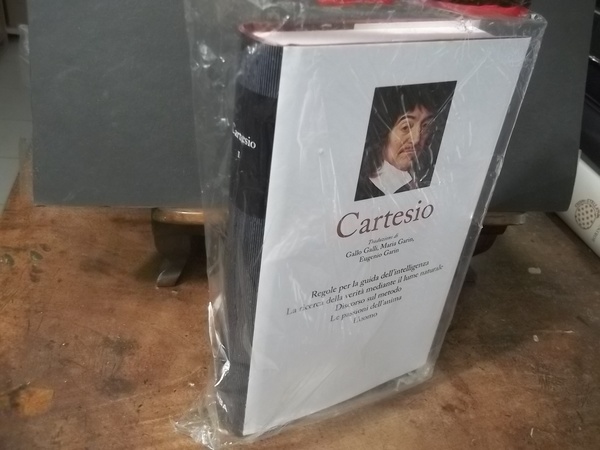 Cartesio
I
Cartesio
Traduzione di
Gallo Galli, Maria Garin,
Eugenio Garin
Regole per la guida dell'intelligenza
La ricerca della verità mediante il lume naturale
Discorso sul metodo
Le passioni dell'anima
L'uomo